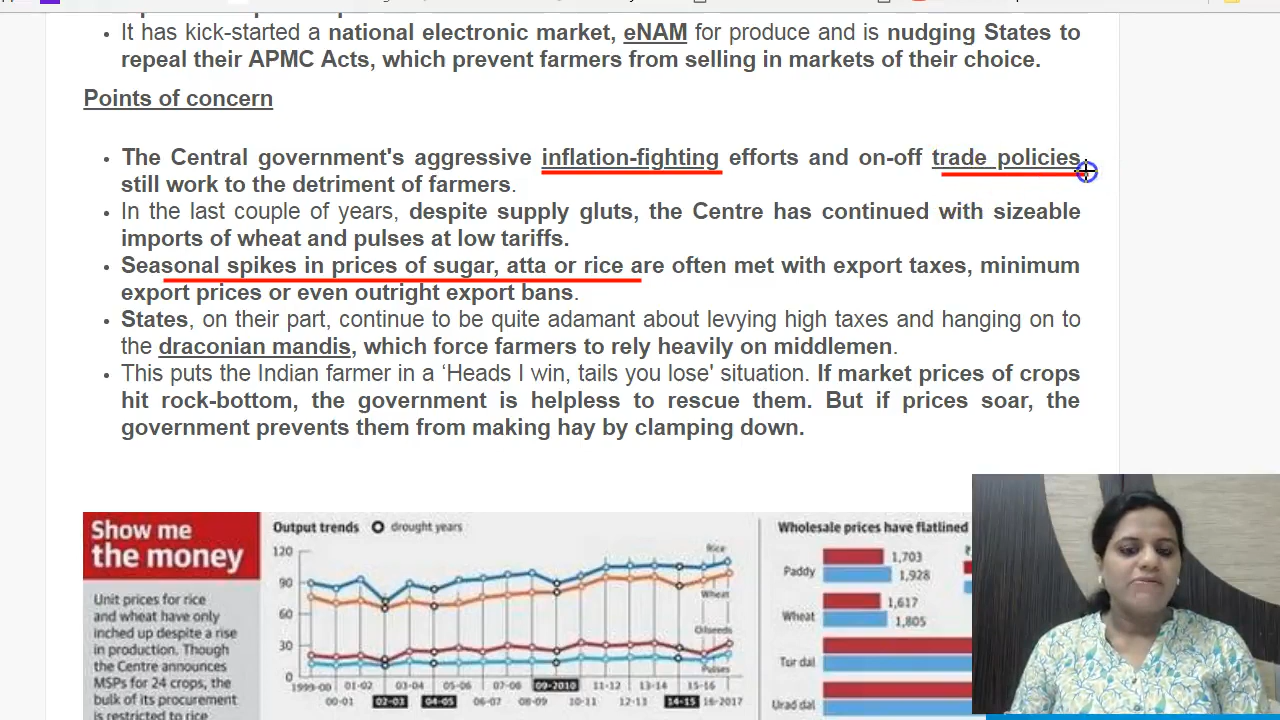 • It has kick-started a national electronic market, eNAM for produce and is nudging States to
repeal their APMC Acts, which prevent farmers from selling in markets of their choice.
Points of concern
• The Central government's aggressive inflation-fighting efforts and on-off trade policies,
still work to the detriment of farmers.
• In the last couple of years, despite supply gluts, the Centre has continued with sizeable
imports of wheat and pulses at low tariffs.
• Seasonal spikes in prices of sugar, atta or rice are often met with export taxes, minimum
export prices or even outright export bans.
• States, on their part, continue to be quite adamant about levying high taxes and hanging on to
the draconian mandis, which force farmers to rely heavily on middlemen.
• This puts the Indian farmer in a ‘Heads I win, tails you lose' situation. If market prices of crops
hit rock-bottom, the government is helpless to rescue them. But if prices soar, the
government prevents them from making hay by clamping down.
Show me
the money
Unit prices for rice
and wheat have only
inched up despite a rise
in production. Though
the Centre announces
MSPs for 24 crops, the
bulk of its procurement
is restricted to rice
Output trends drought years
120
90
60
30
0
Rice
Wheat
Oilseeds
Pulses
1999-00 01-02 03-04 05-06 07-08 09-2010 11-12 13-14 15-16
00-01 02-03 04-05 06-07 08-09 10-11 12-13 14-15 16-2017
Wholesale prices have flatlined
Paddy 1,703
1,928
Wheat 1,617
1,805
Tur dal
Urad dal